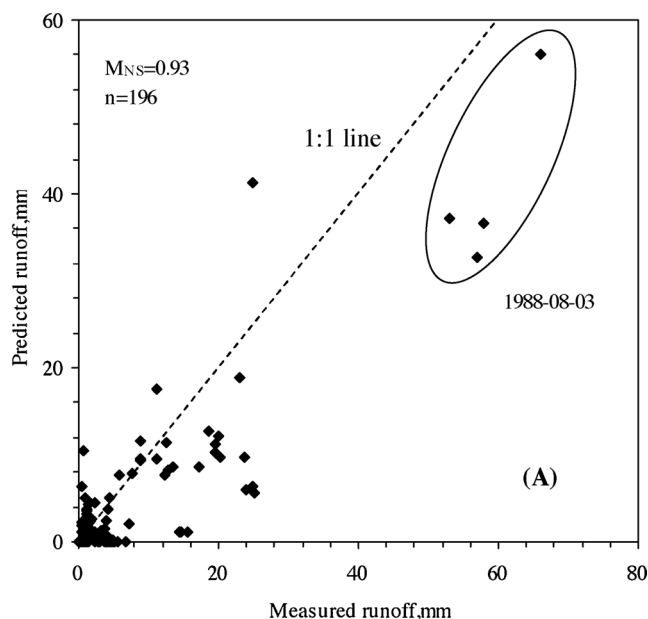 60
M_NS=0.93
n=196
1:1 line
40
Predicted runoff,mm
1988-08-03
20
(A)
0
0 20 40 60 80
Measured runoff,mm